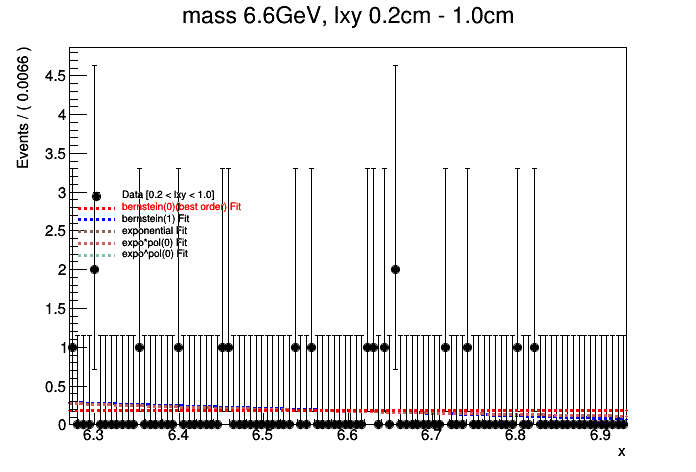 mass 6.6GeV, lxy 0.2cm - 1.0cm
Events / ( 0.0066 )
4.5
4
3.5
3
2.5
2
1.5
1
0.5
0
Data [0.2 < lxy < 1.0]
bernstein(0)(best order) Fit
bernstein(1) Fit
exponential Fit
expo*pol(0) Fit
expo^pol(0) Fit
6.3 6.4 6.5 6.6 6.7 6.8 6.9
x